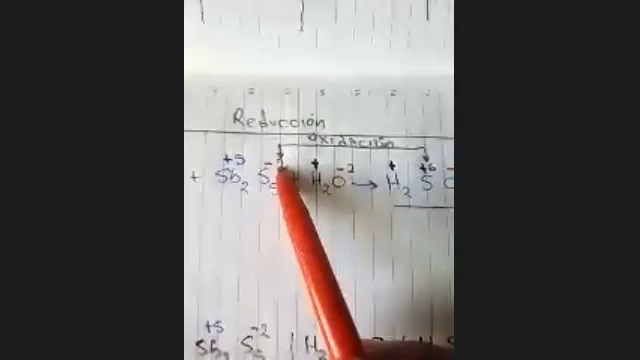 Reducción
oxidación
+5 -2 + -2 + +6
+ Sb2 S5 + H2O → H2 S O
+5 -2
Sb2 S5 H